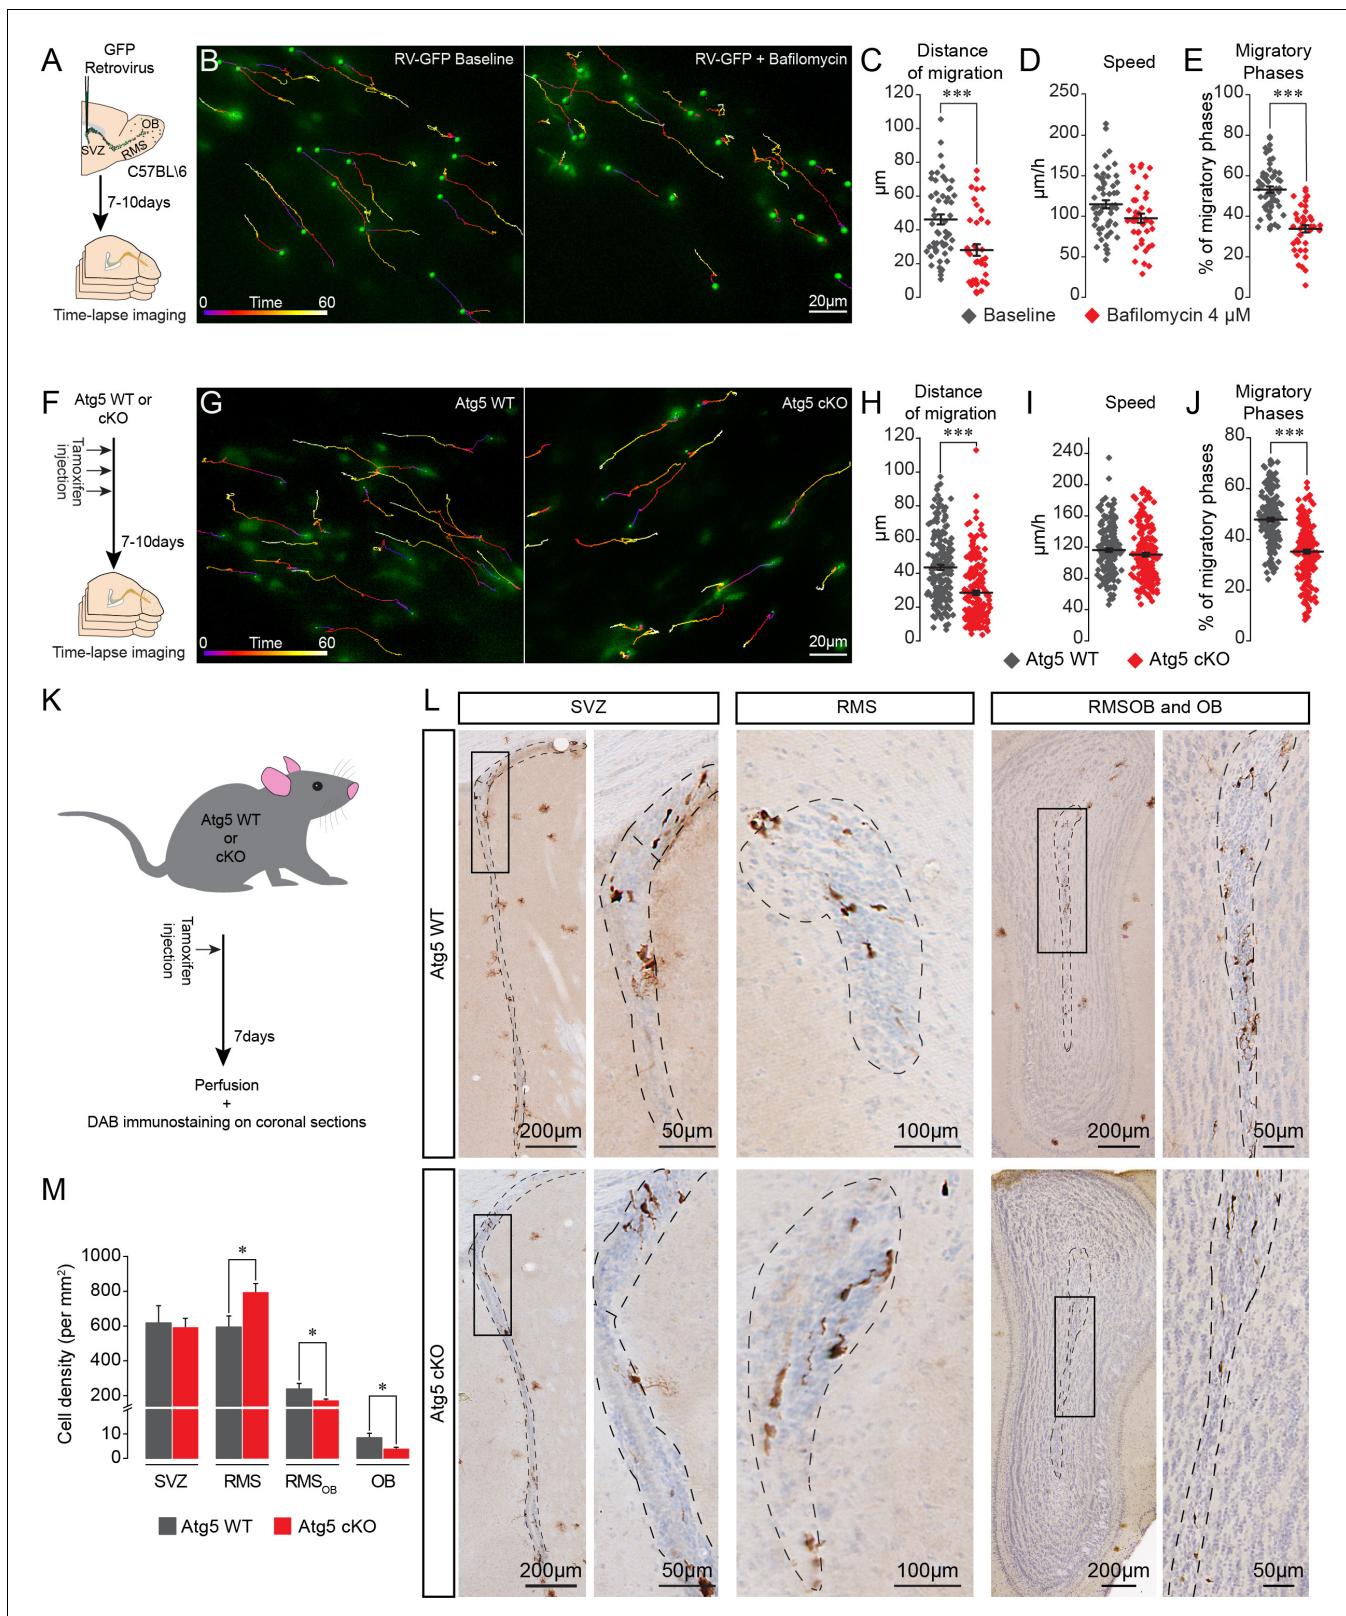 A
GFP
Retrovirus
OB
SVZ
RMS
C57BL\6
7-10days
Time-lapse imaging
B
RV-GFP Baseline
RV-GFP + Bafilomycin
0 Time 60
20µm
C
Distance
of migration
***
120
100
80
60
40
20
0
µm
D
Speed
250
200
150
100
50
0
µm/h
E
Migratory
Phases
***
100
80
60
40
20
0
% of migratory phases
Baseline
Bafilomycin 4 µM
F
Atg5 WT or
cKO
Tamoxifen
injection
7-10days
Time-lapse imaging
G
Atg5 WT
Atg5 cKO
0 Time 60
20µm
H
Distance
of migration
***
120
100
80
60
40
20
0
µm
I
Speed
240
200
160
120
80
40
0
µm/h
J
Migratory
Phases
***
80
60
40
20
0
% of migratory phases
Atg5 WT
Atg5 cKO
K
Atg5 WT
or
cKO
Tamoxifen
injection
7days
Perfusion
+
DAB immunostaining on coronal sections
L
SVZ
RMS
RMSOB and OB
Atg5 WT
200µm
50µm
100µm
200µm
50µm
Atg5 cKO
200µm
50µm
100µm
200µm
50µm
M
Cell density (per mm²)
1000
800
600
400
200
10
0
*
*
*
SVZ
RMS
RMS OB
OB
Atg5 WT
Atg5 cKO